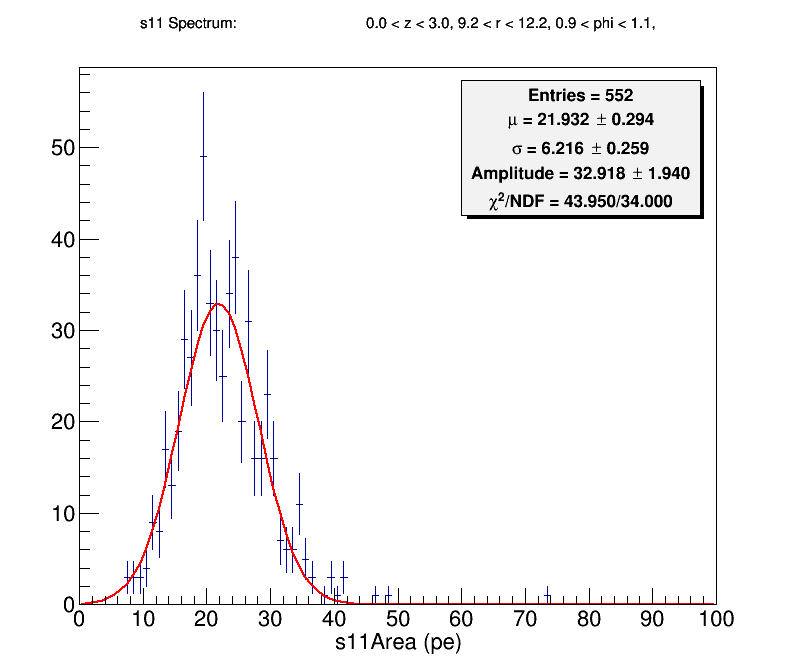 s11 Spectrum: 0.0 < z < 3.0, 9.2 < r < 12.2, 0.9 < phi < 1.1,
Entries = 552
μ = 21.932 ± 0.294
σ = 6.216 ± 0.259
Amplitude = 32.918 ± 1.940
χ²/NDF = 43.950/34.000
50
40
30
20
10
0
0 10 20 30 40 50 60 70 80 90 100
s11Area (pe)